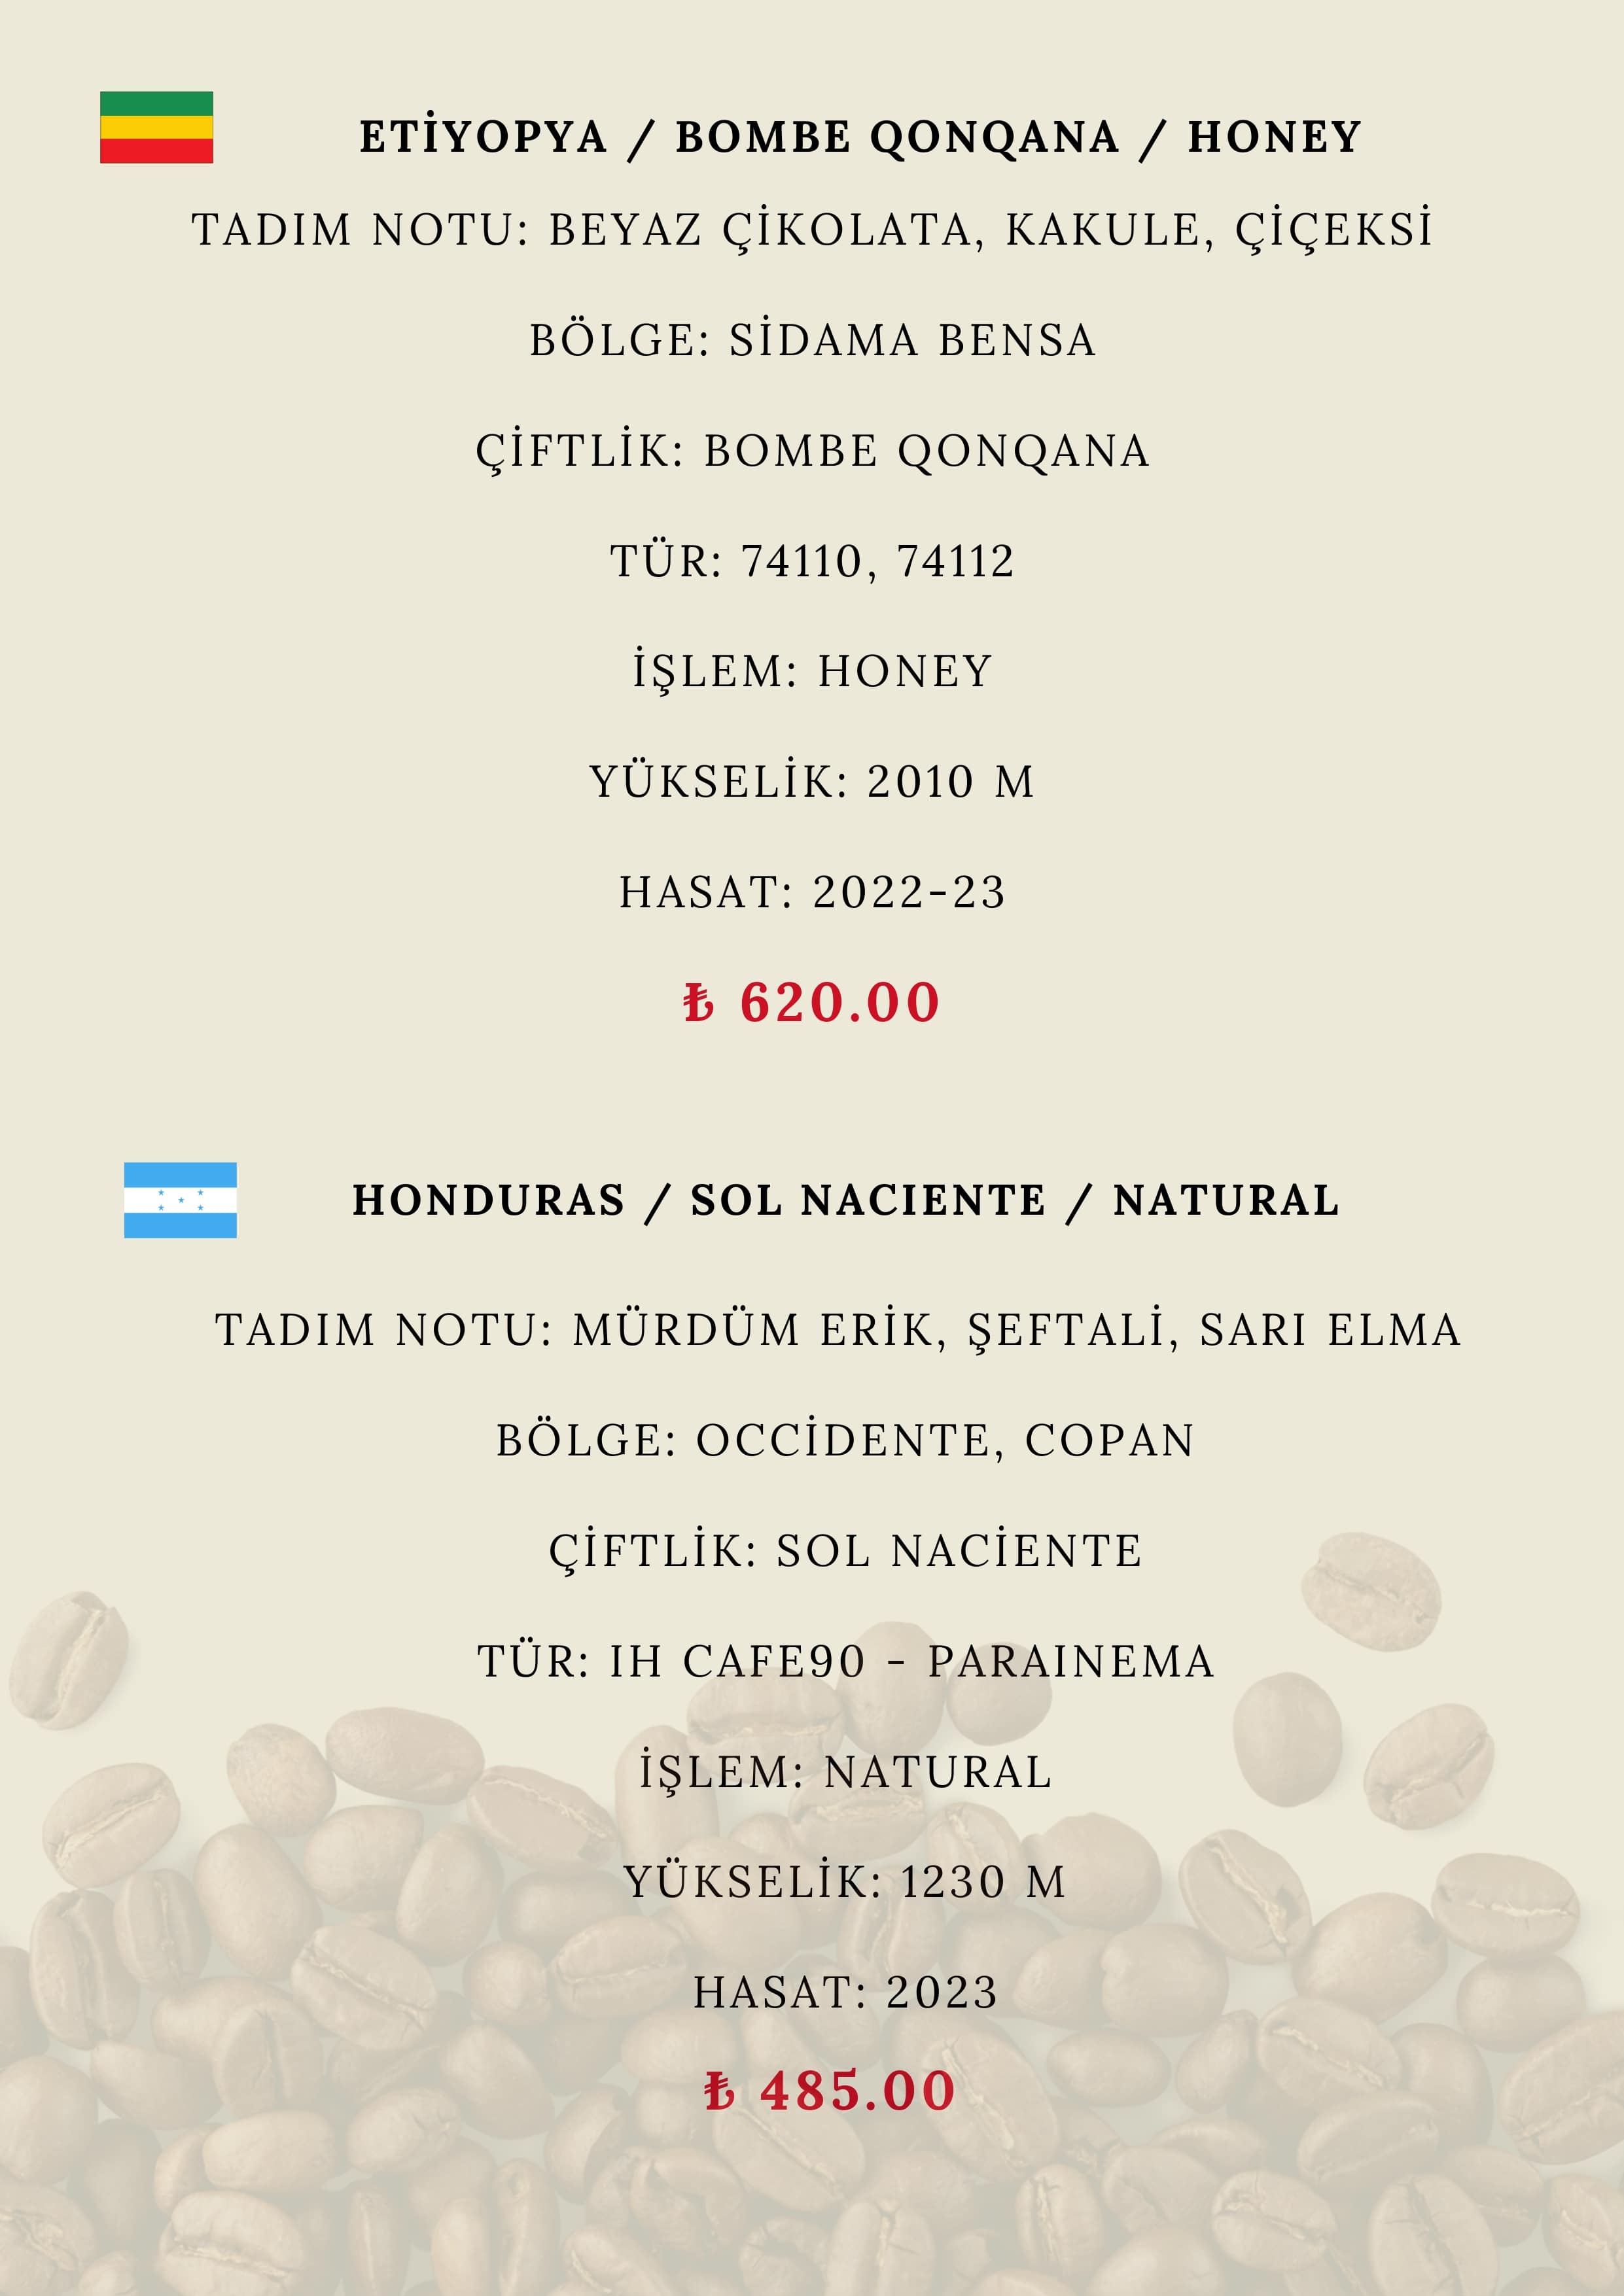 ETİYOPYA / BOMBE QONQANA / HONEY
TADIM NOTU: BEYAZ ÇİKOLATA, KAKULE, ÇİÇEKSİ
BÖLGE: SİDAMA BENSA
ÇİFTLİK: BOMBE QONQANA
TÜR: 74110, 74112
İŞLEM: HONEY
YÜKSELİK: 2010 M
HASAT: 2022-23
₺ 620.00
HONDURAS / SOL NACIENTE / NATURAL
TADIM NOTU: MÜRDÜM ERİK, ŞEFTALİ, SARI ELMA
BÖLGE: OCCİDENTE, COPAN
ÇİFTLİK: SOL NACİENTE
TÜR: IH CAFE90 - PARAINEMA
İŞLEM: NATURAL
YÜKSELİK: 1230 M
HASAT: 2023
₺ 485.00